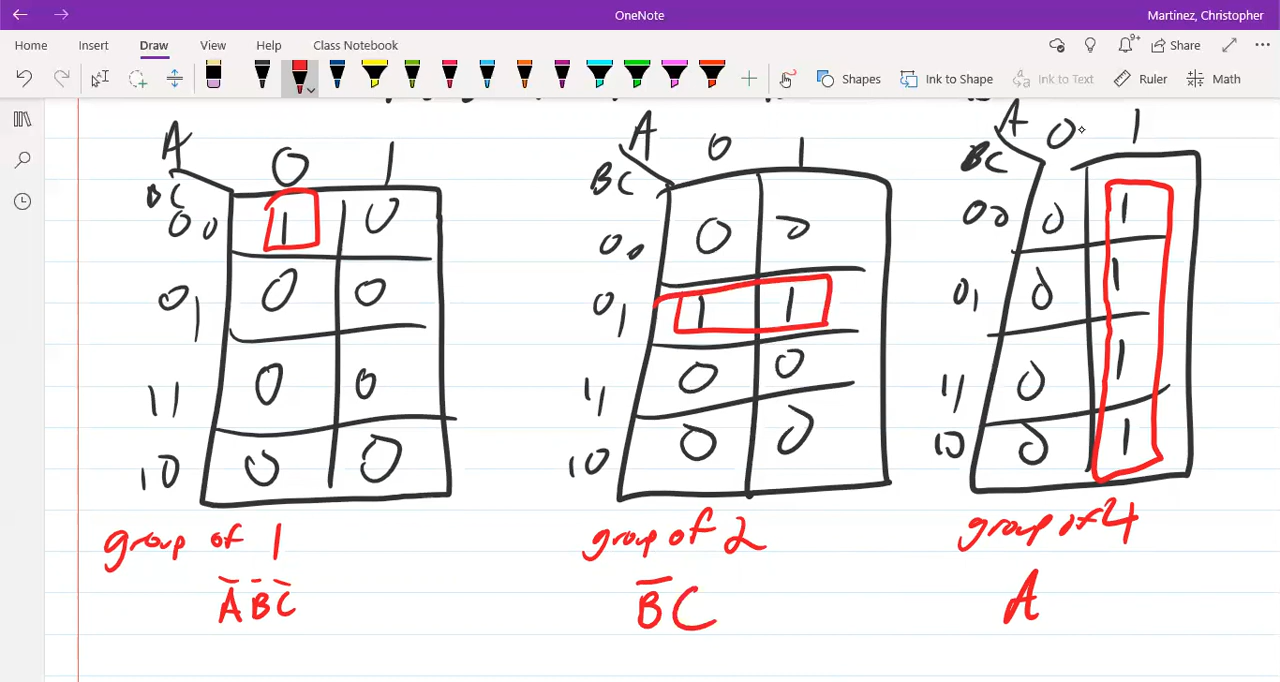 OneNote
Martínez, Christopher
Home Insert Draw View Help Class Notebook
Share
Shapes Ink to Shape Ink to Text Ruler Math
A 0 1
BC
00 1 0
01 0 0
11 0 0
10 0 0
group of 1
A̅ B̅ C̅
A 0 1
BC
00 0 0
01 1 1
11 0 0
10 0 0
group of 2
B̅ C
A 0 1
BC
00 0 1
01 0 1
11 0 1
10 0 1
group of 4
A